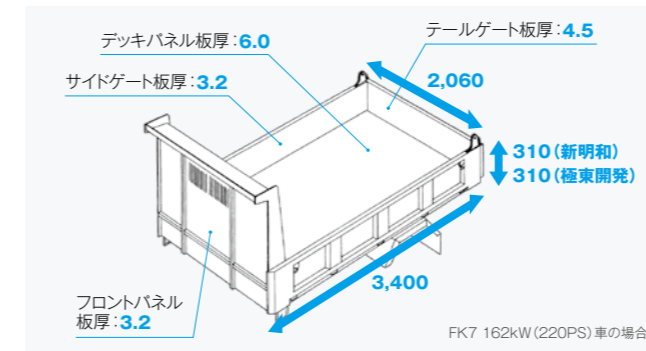 デッキパネル板厚：6.0
テールゲート板厚：4.5
サイドゲート板厚：3.2
2,060
310（新明和）
310（極東開発）
3,400
フロントパネル
板厚：3.2
FK7 162kW（220PS）車の場合